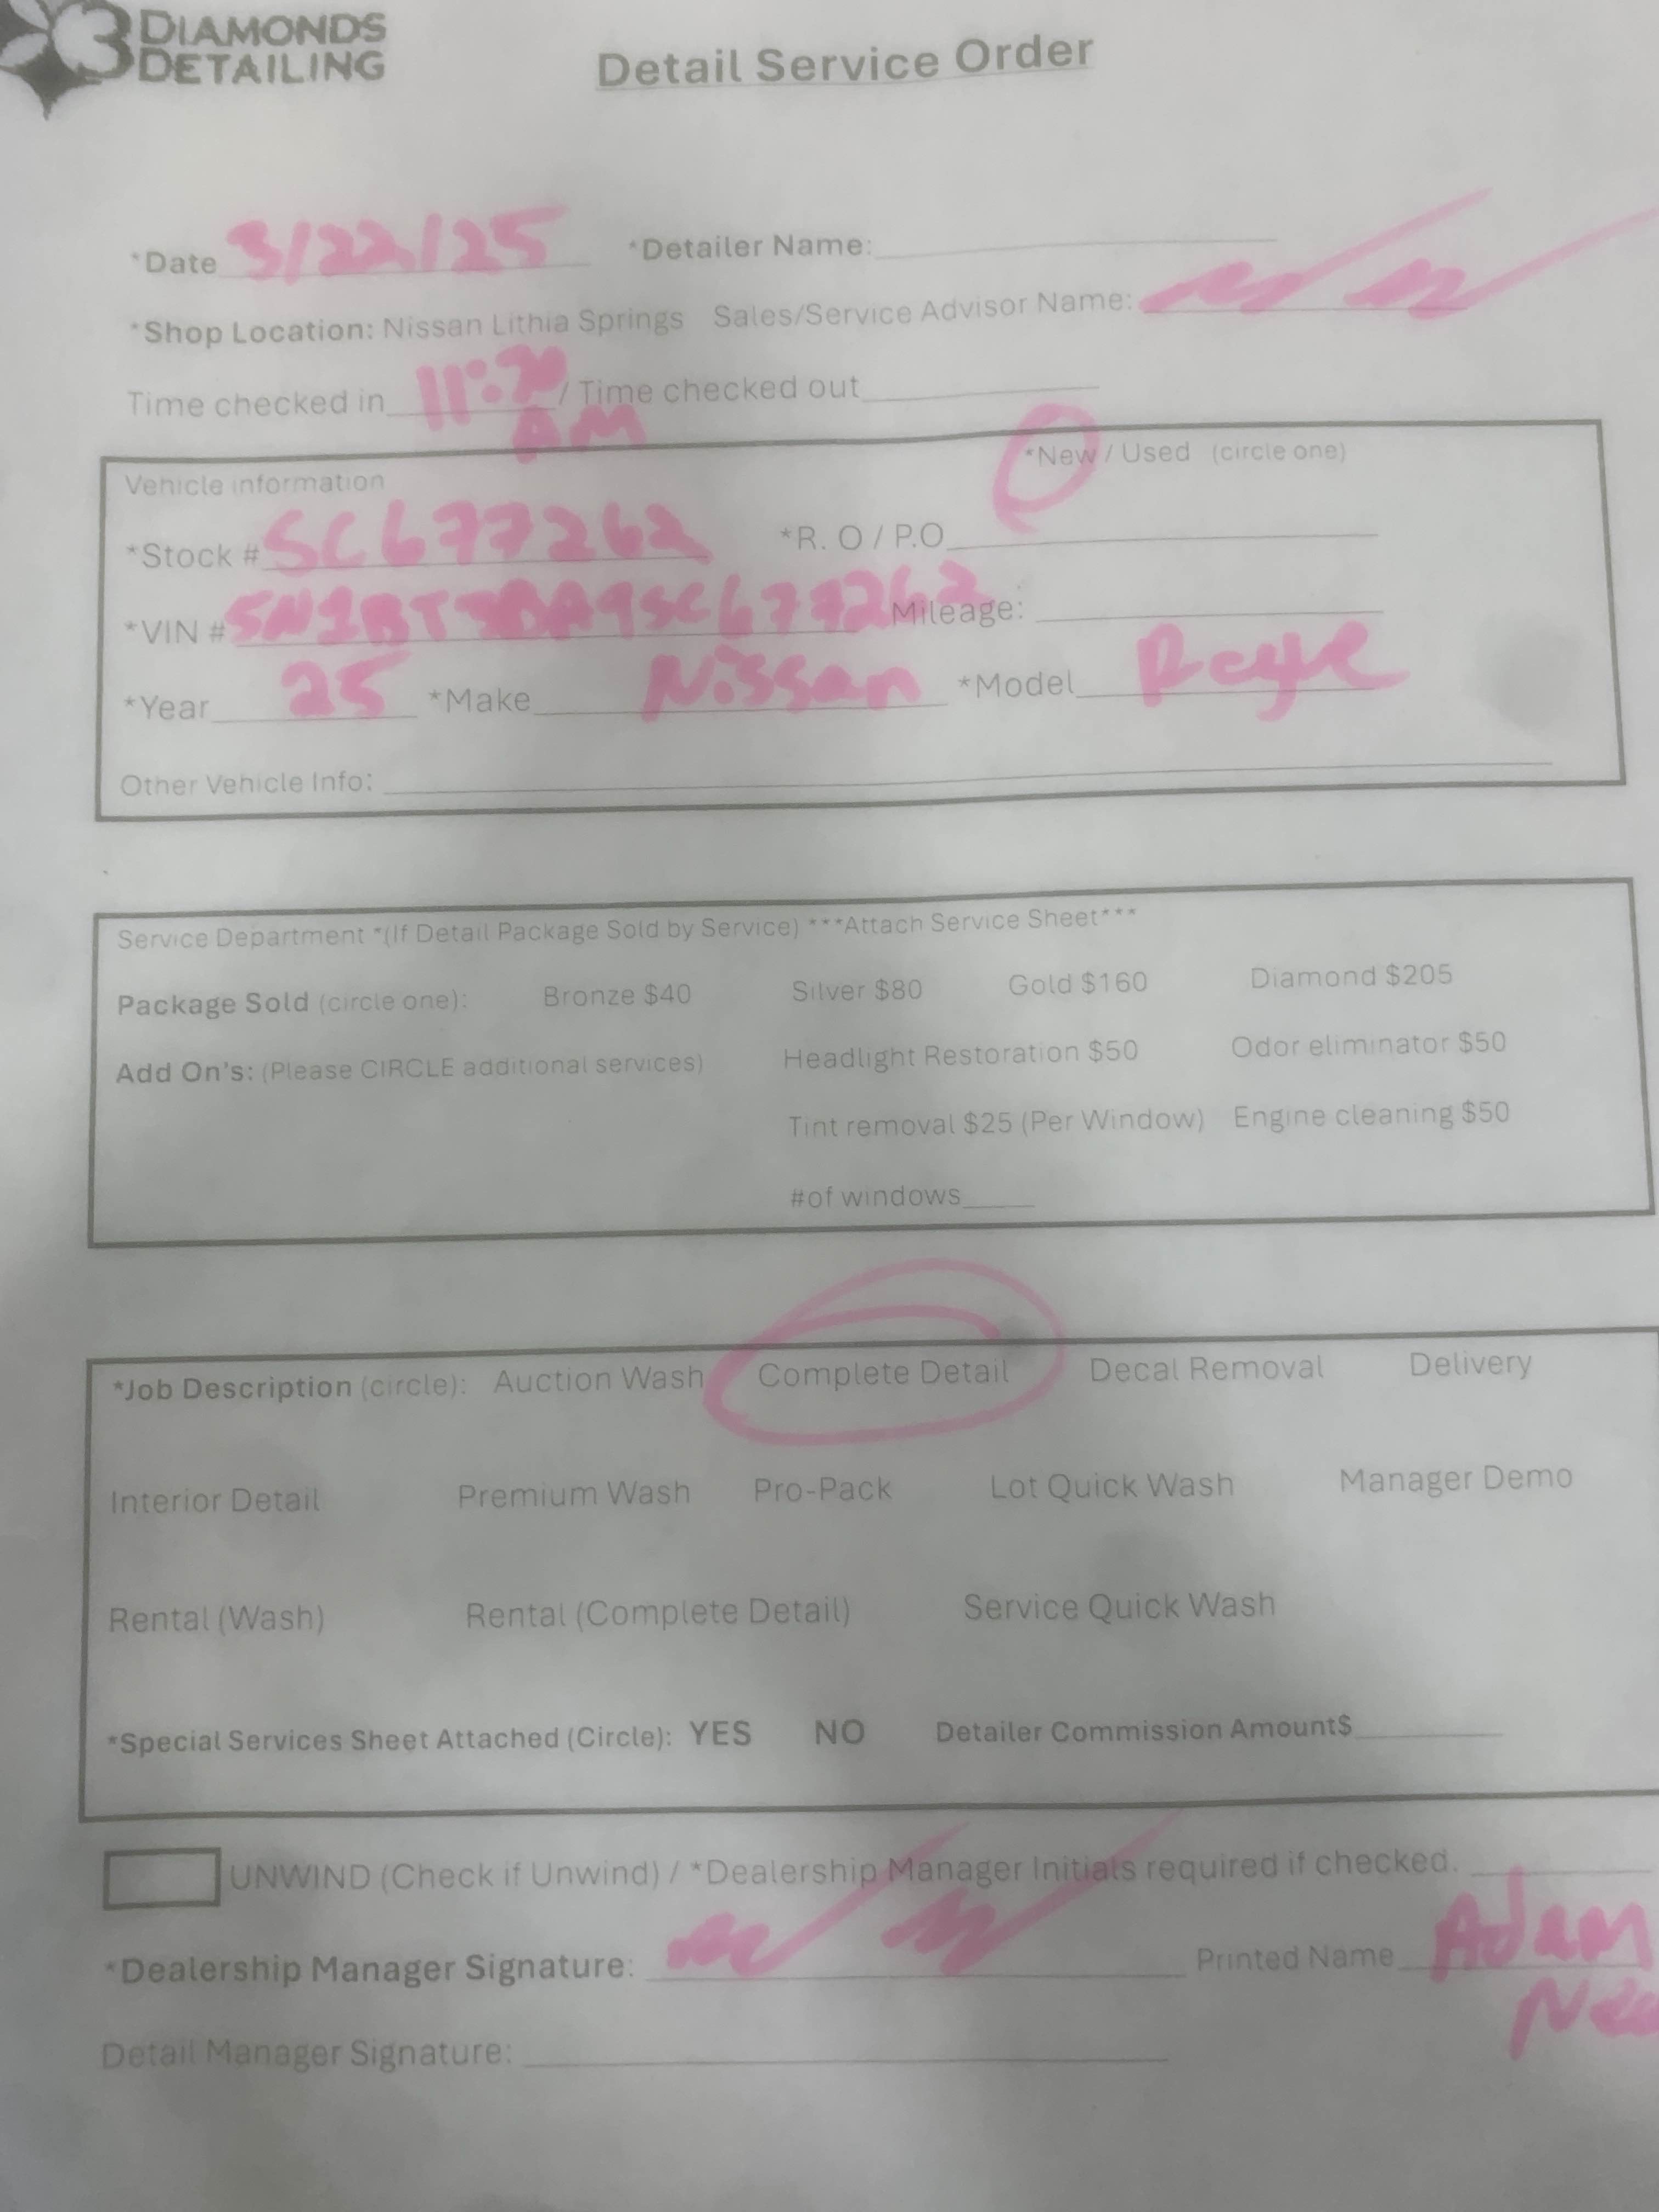 3 DIAMONDS
DETAILING
Detail Service Order
*Date 3/22/25 *Detailer Name:
*Shop Location: Nissan Lithia Springs Sales/Service Advisor Name:
Time checked in / Time checked out
AM
Vehicle information *New / Used (circle one)
*Stock # SC677262 *R. O / P.O
*VIN # Mileage:
*Year 25 *Make Nissan *Model
Other Vehicle Info:
Service Department *(If Detail Package Sold by Service) ***Attach Service Sheet***
Package Sold (circle one): Bronze $40 Silver $80 Gold $160 Diamond $205
Add On's: (Please CIRCLE additional services) Headlight Restoration $50 Odor eliminator $50
Tint removal $25 (Per Window) Engine cleaning $50
#of windows
*Job Description (circle): Auction Wash Complete Detail Decal Removal Delivery
Interior Detail Premium Wash Pro-Pack Lot Quick Wash Manager Demo
Rental (Wash) Rental (Complete Detail) Service Quick Wash
*Special Services Sheet Attached (Circle): YES NO Detailer Commission Amount$
UNWIND (Check if Unwind) / *Dealership Manager Initials required if checked.
*Dealership Manager Signature: Printed Name Adam
Detail Manager Signature: